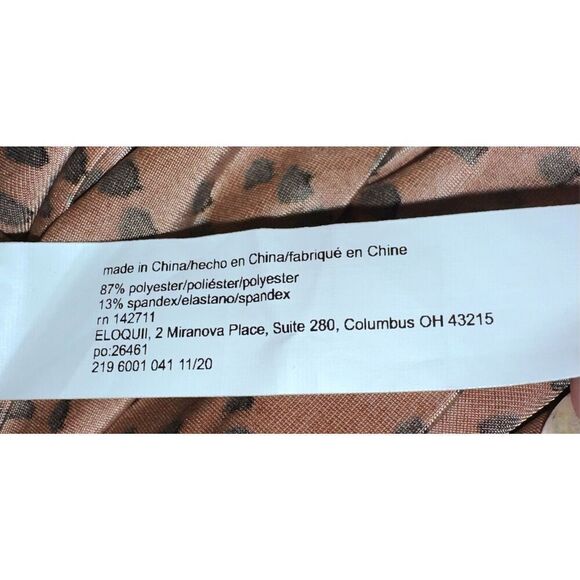 made in China/hecho en China/fabriqué en Chine
87% polyester/poliéster/polyester
13% spandex/elastano/spandex
rn 142711
ELOQUII, 2 Miranova Place, Suite 280, Columbus OH 43215
po:26461
219 6001 041 11/20